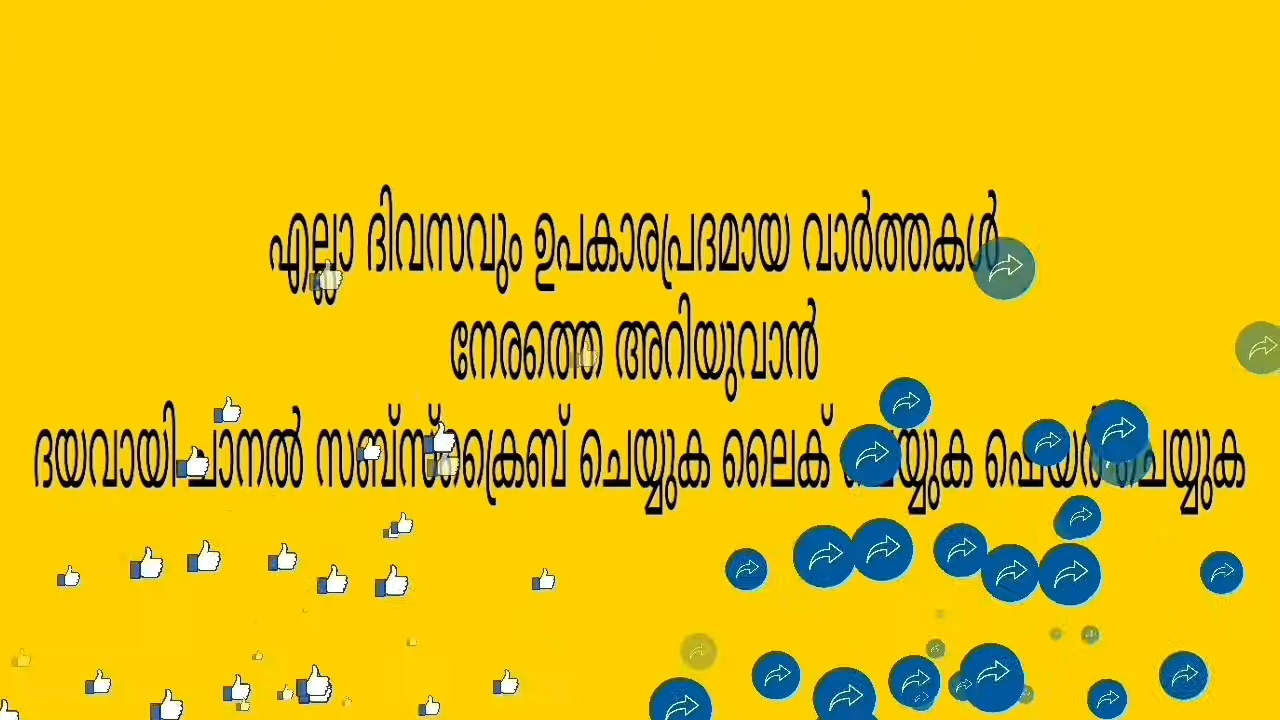 എല്ലാ ദിവസവും ഉപകാരപ്രദമായ വാർത്തകൾ
നേരത്തെ അറിയുവാൻ
ദയവായി ചാനൽ സബ്സ്ക്രൈബ് ചെയ്യുക ലൈക് ചെയ്യുക ഷെയർ ചെയ്യുക